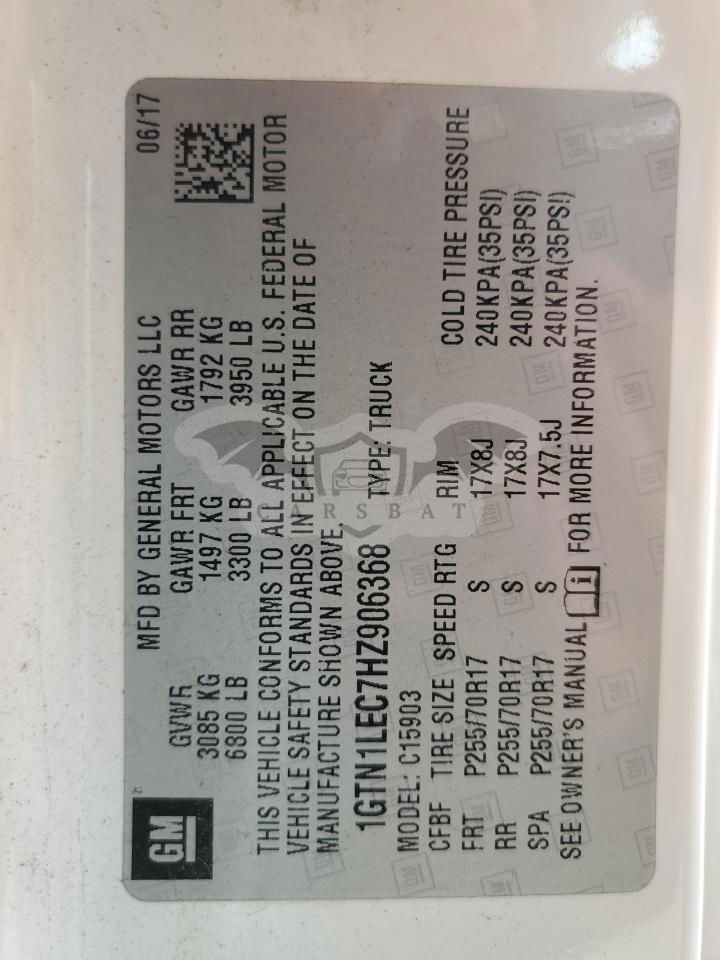 GM
MFD BY GENERAL MOTORS LLC 06/17
GVWR GAWR FRT GAWR RR
3085 KG 1497 KG 1792 KG
6800 LB 3300 LB 3950 LB
THIS VEHICLE CONFORMS TO ALL APPLICABLE U.S. FEDERAL MOTOR
VEHICLE SAFETY STANDARDS IN EFFECT ON THE DATE OF
MANUFACTURE SHOWN ABOVE.
1GTN1LEC7HZ906368 TYPE: TRUCK
MODEL: C15903
CFBF TIRE SIZE SPEED RTG RIM COLD TIRE PRESSURE
FRT P255/70R17 S 17X8J 240KPA(35PSI)
RR P255/70R17 S 17X8J 240KPA(35PSI)
SPA P255/70R17 S 17X7.5J 240KPA(35PSI)
SEE OWNER'S MANUAL FOR MORE INFORMATION.
CARSBAT